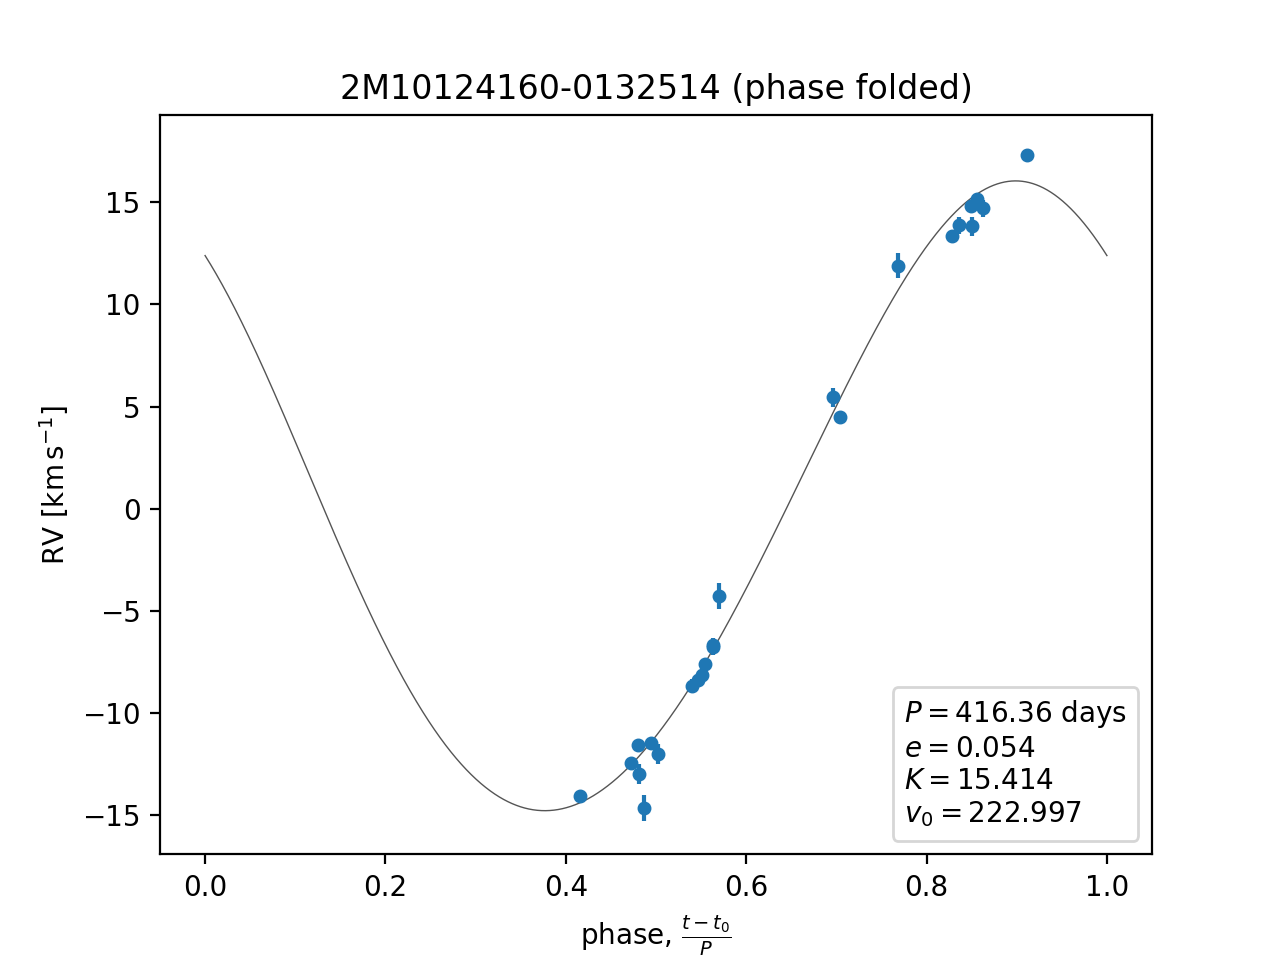 2M10124160-0132514 (phase folded)
RV [km s⁻¹]
15
10
5
0
−5
−10
−15
P = 416.36 days
e = 0.054
K = 15.414
v₀ = 222.997
0.0 0.2 0.4 0.6 0.8 1.0
phase, (t − t₀)/P